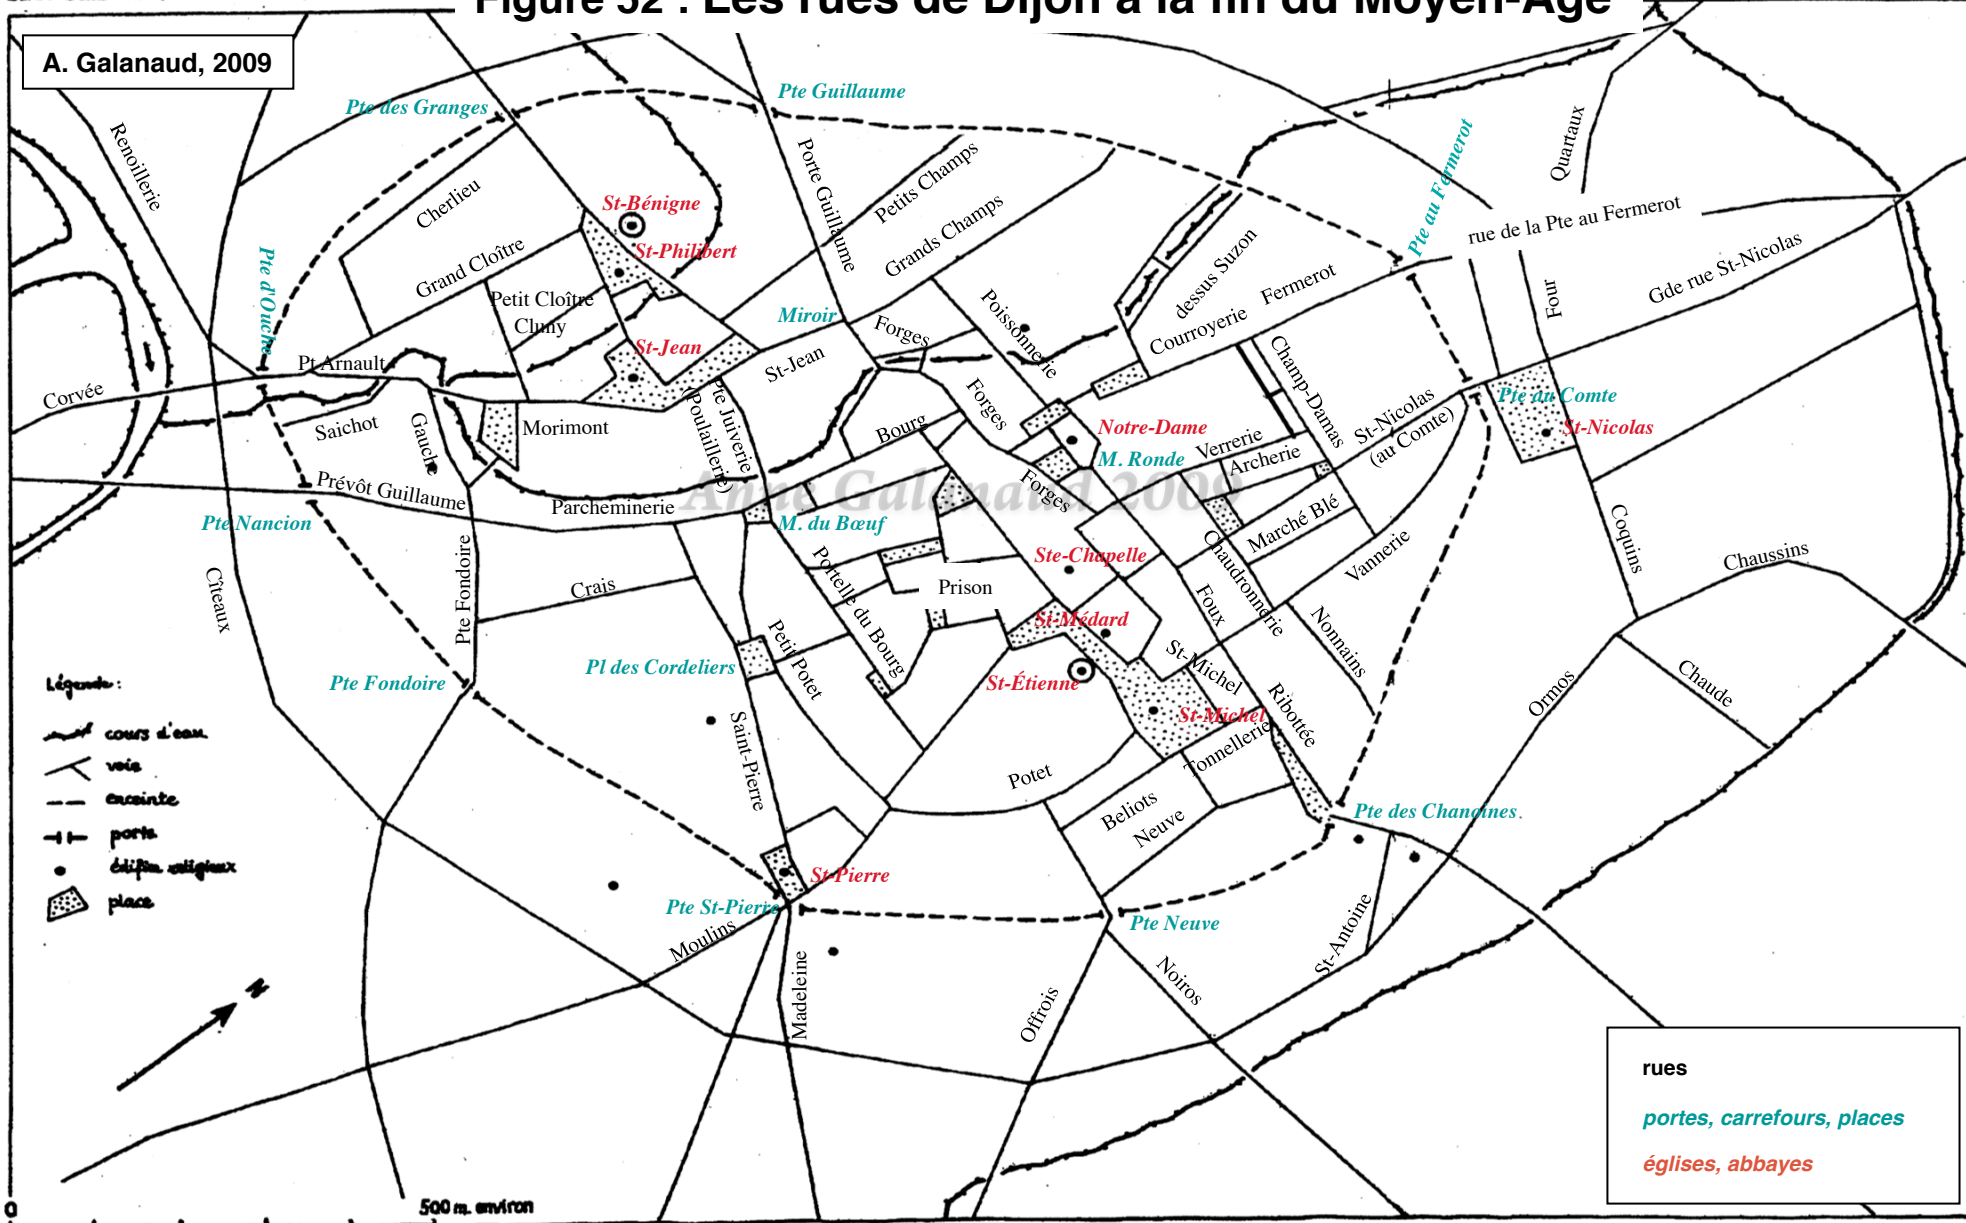 Figure 52 : Les rues de Dijon à la fin du Moyen-Age
A. Galanaud, 2009
Pte des Granges
Pte Guillaume
Renoillerie
Cherlieu
St-Bénigne
St-Philibert
Porte Guillaume
Petits Champs
Grands Champs
Pte au Fermerot
Quartaux
rue de la Pte au Fermerot
Grand Cloître
Petit Cloître
Cluny
Pte d'Ouche
Miroir
Forges
Poissonnerie
dessus Suzon
Fermerot
Courroyerie
Four
Gde rue St-Nicolas
Pt Arnault
St-Jean
St-Jean
Corvée
Saichot
Gauche
Morimont
Pte Juiverie
(Poulaillerie)
Bourg
Forges
Notre-Dame
M. Ronde
Verrerie
Archerie
Champ-Damas
St-Nicolas
(au Comte)
Pte au Comte
St-Nicolas
Prévôt Guillaume
Parcheminerie
Anne Galanaud 2009
Forges
Pte Nancion
M. du Bœuf
Marché Blé
Coquins
Cîteaux
Pte Fondoire
Crais
Portelle du Bourg
Prison
Ste-Chapelle
Chaudronnerie
Vannerie
Chaussins
Foux
Nonnains
St-Médard
Petit Potet
Pl des Cordeliers
St-Étienne
St-Michel
St-Michel
Ribottée
Tonnellerie
Ormos
Chaude
Pte Fondoire
Légende :
cours d'eau
voie
enceinte
porte
édifice religieux
place
Saint-Pierre
Potet
Beliots
Neuve
Pte des Chanoines.
St-Pierre
Pte St-Pierre
Moulins
Madeleine
Pte Neuve
Offrois
Noiros
St-Antoine
N
rues
portes, carrefours, places
églises, abbayes
0
500 m. environ